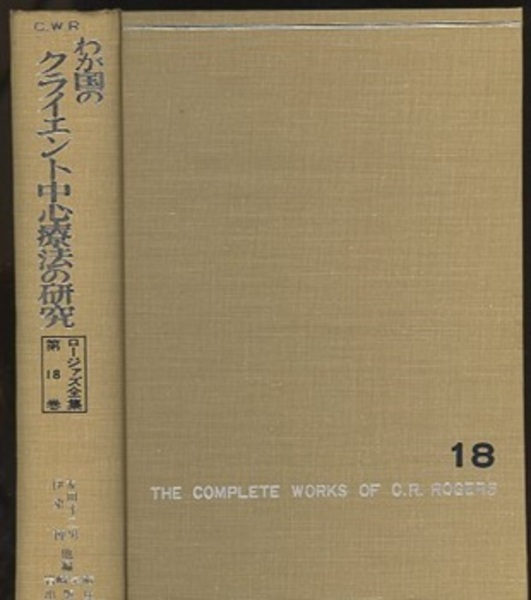 C.W.R
わが国の
クライエント中心療法の研究
ロージァズ全集
第18巻
18
THE COMPLETE WORKS OF C.R. ROGERS